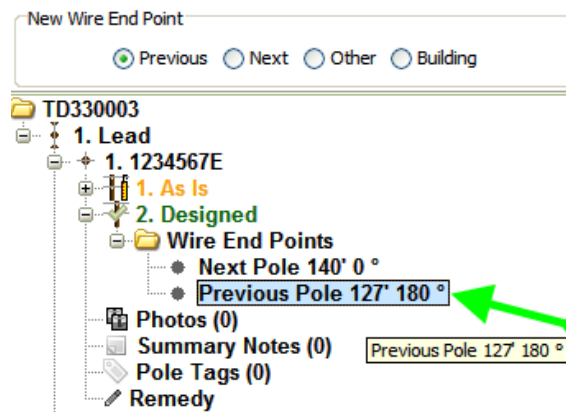 New Wire End Point
Previous Next Other Building
TD330003
1. Lead
1. 1234567E
1. As Is
2. Designed
Wire End Points
Next Pole 140' 0 °
Previous Pole 127' 180 °
Photos (0)
Summary Notes (0)
Previous Pole 127' 180 °
Pole Tags (0)
Remedy